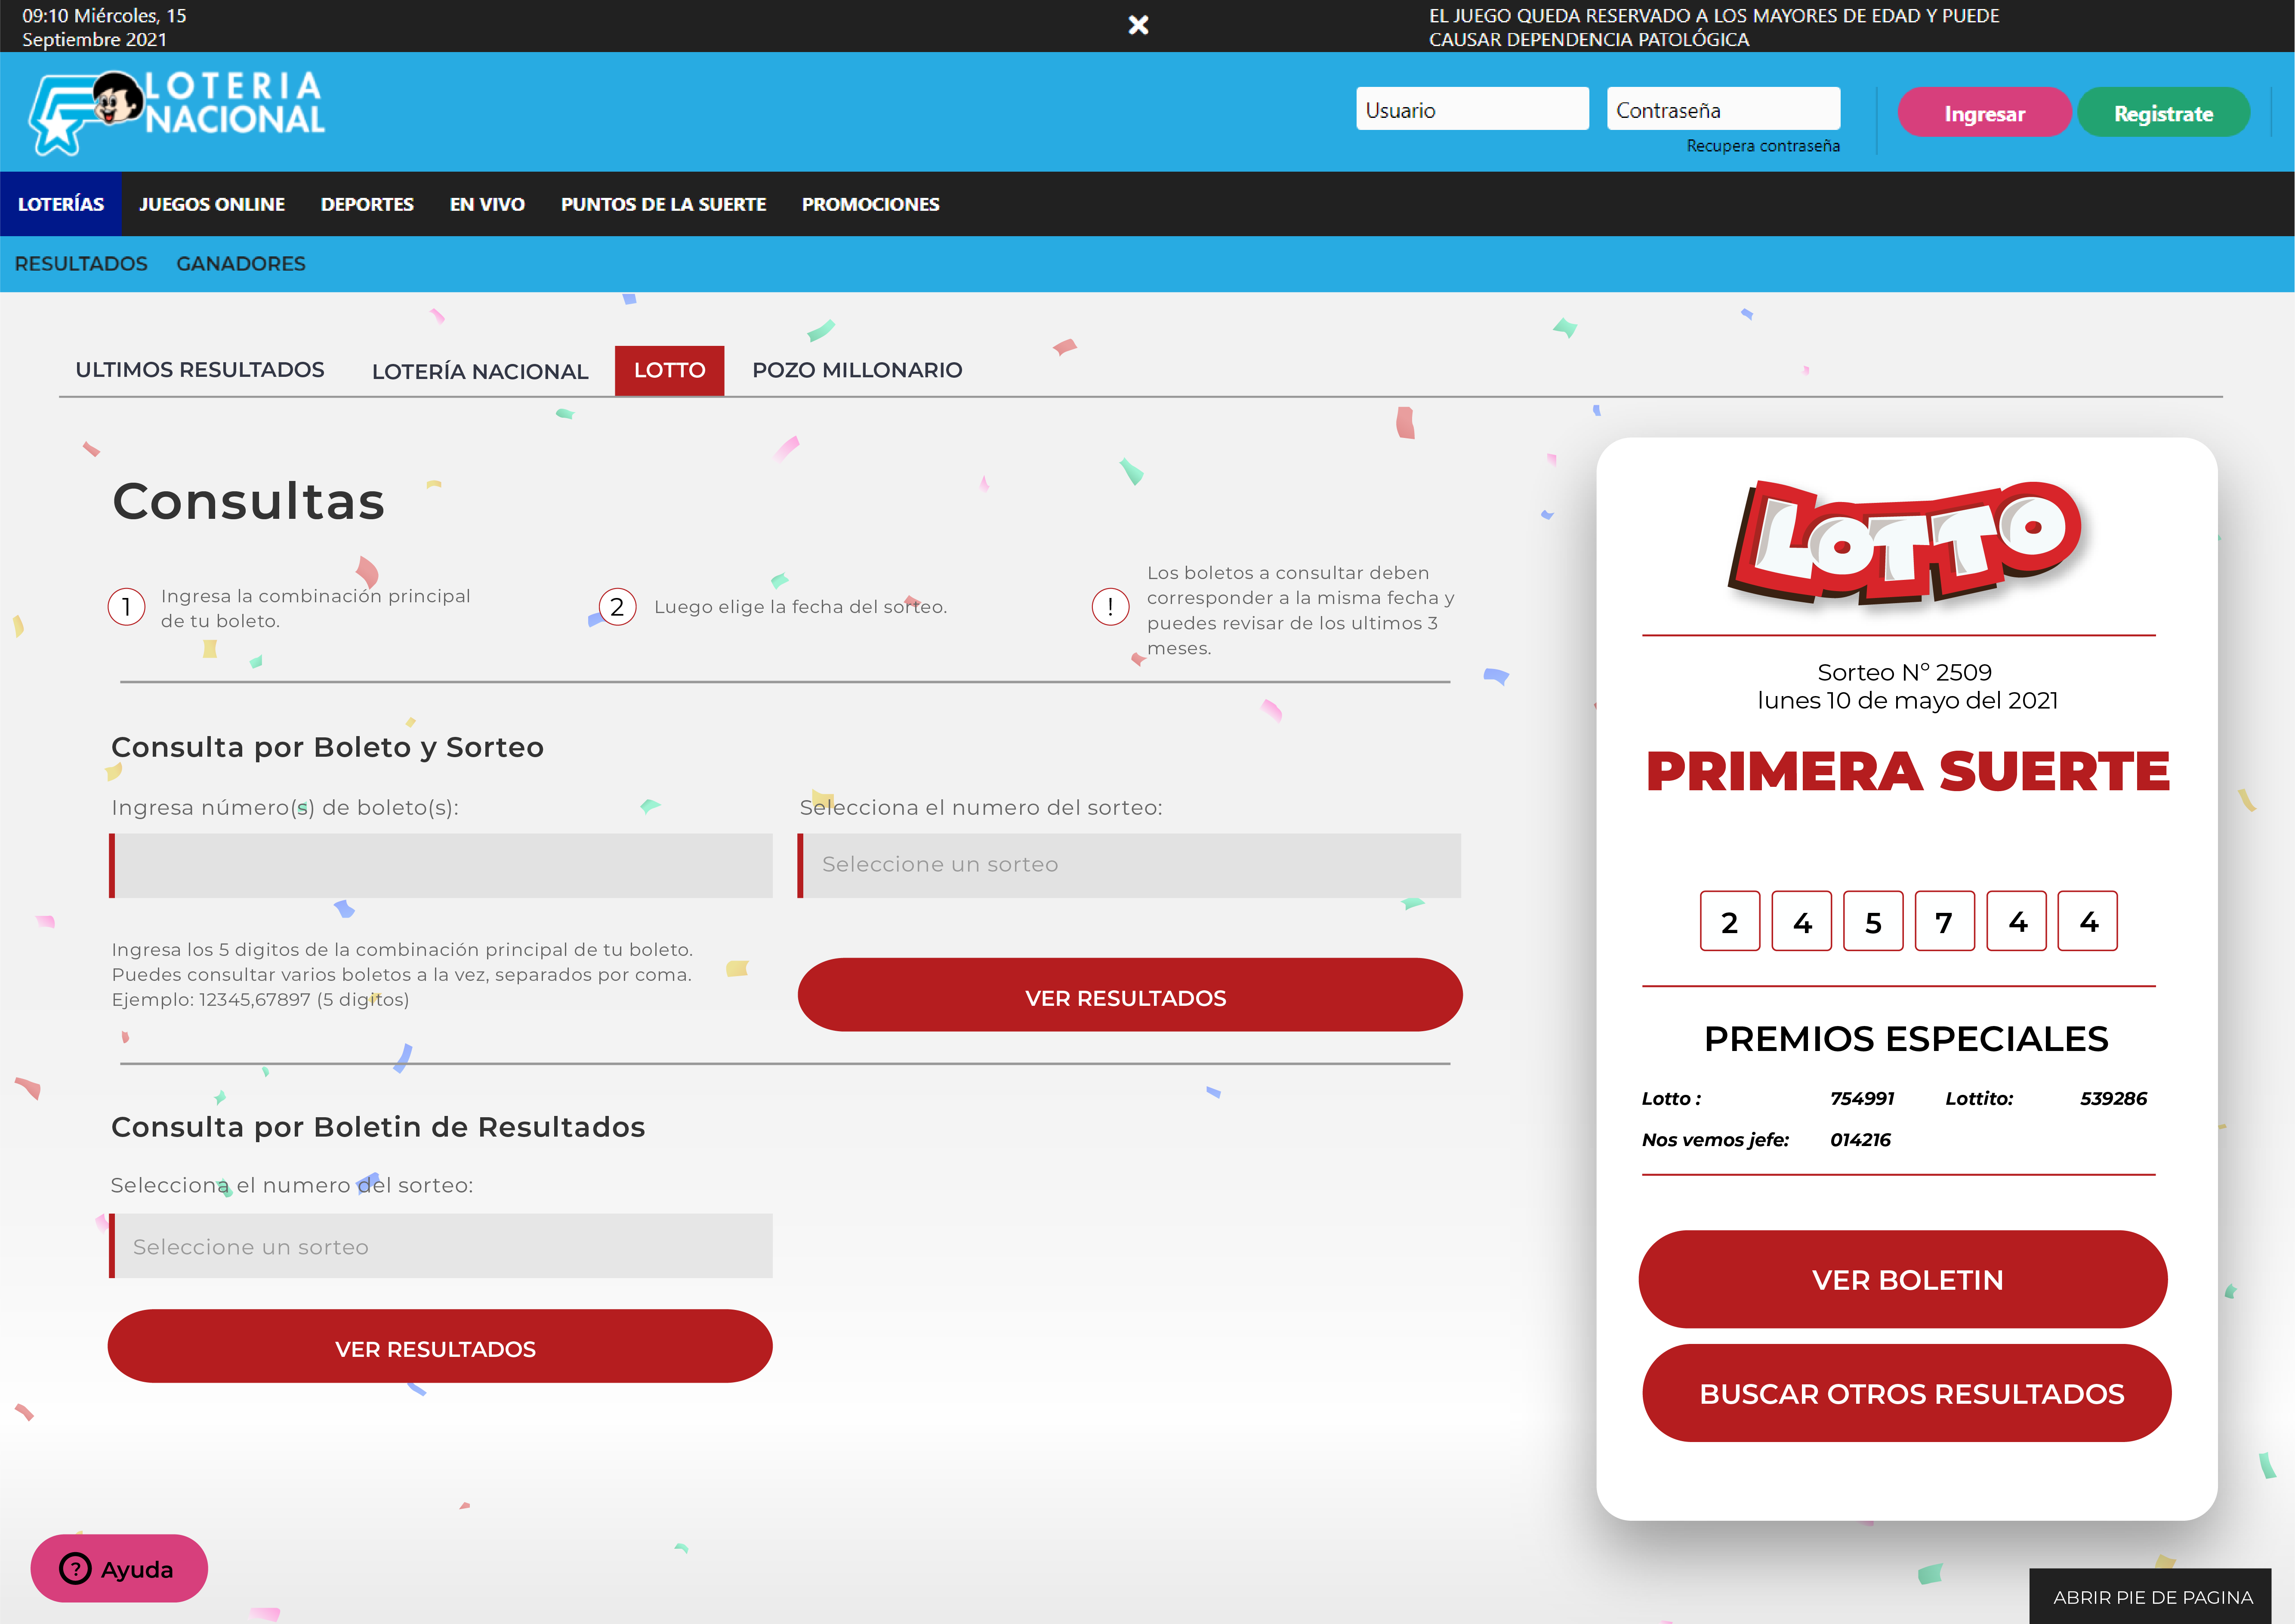 09:10 Miércoles, 15
Septiembre 2021
EL JUEGO QUEDA RESERVADO A LOS MAYORES DE EDAD Y PUEDE
CAUSAR DEPENDENCIA PATOLÓGICA
LOTERIA
NACIONAL
Usuario
Contraseña
Recupera contraseña
Ingresar
Registrate
LOTERÍAS
JUEGOS ONLINE
DEPORTES
EN VIVO
PUNTOS DE LA SUERTE
PROMOCIONES
RESULTADOS
GANADORES
ULTIMOS RESULTADOS
LOTERÍA NACIONAL
LOTTO
POZO MILLONARIO
Consultas
1
Ingresa la combinación principal
de tu boleto.
2
Luego elige la fecha del sorteo.
!
Los boletos a consultar deben
corresponder a la misma fecha y
puedes revisar de los ultimos 3
meses.
Consulta por Boleto y Sorteo
Ingresa número(s) de boleto(s):
Selecciona el numero del sorteo:
Seleccione un sorteo
Ingresa los 5 digitos de la combinación principal de tu boleto.
Puedes consultar varios boletos a la vez, separados por coma.
Ejemplo: 12345,67897 (5 digitos)
VER RESULTADOS
Consulta por Boletin de Resultados
Selecciona el numero del sorteo:
Seleccione un sorteo
VER RESULTADOS
LOTTO
Sorteo Nº 2509
lunes 10 de mayo del 2021
PRIMERA SUERTE
2 4 5 7 4 4
PREMIOS ESPECIALES
Lotto : 754991 Lottito: 539286
Nos vemos jefe: 014216
VER BOLETIN
BUSCAR OTROS RESULTADOS
? Ayuda
ABRIR PIE DE PAGINA